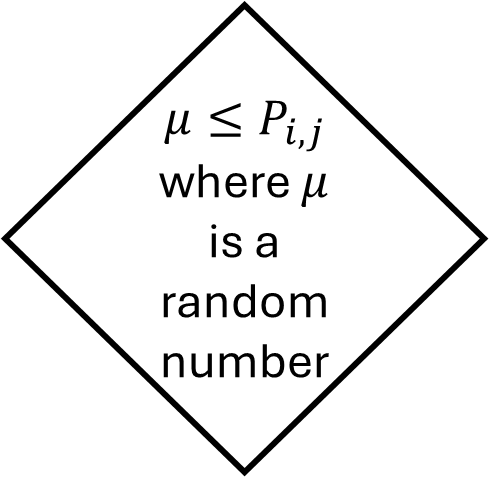 μ ≤ P_{i,j}
where μ
is a
random
number